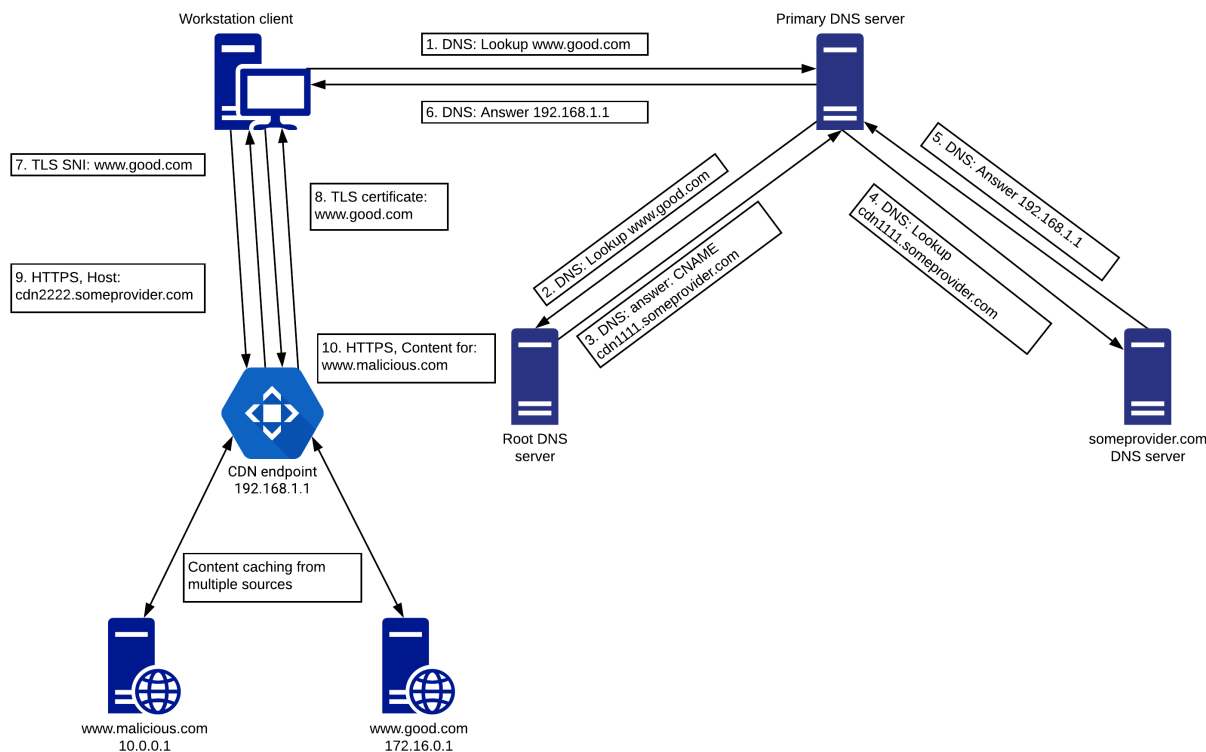 Workstation client
Primary DNS server
1. DNS: Lookup www.good.com
6. DNS: Answer 192.168.1.1
7. TLS SNI: www.good.com
8. TLS certificate:
www.good.com
9. HTTPS, Host:
cdn2222.someprovider.com
10. HTTPS, Content for:
www.malicious.com
2. DNS: Lookup www.good.com
3. DNS: answer: CNAME
cdn1111.someprovider.com
4. DNS: Lookup
cdn1111.someprovider.com
5. DNS: Answer 192.168.1.1
Root DNS
server
someprovider.com
DNS server
CDN endpoint
192.168.1.1
Content caching from
multiple sources
www.malicious.com
10.0.0.1
www.good.com
172.16.0.1